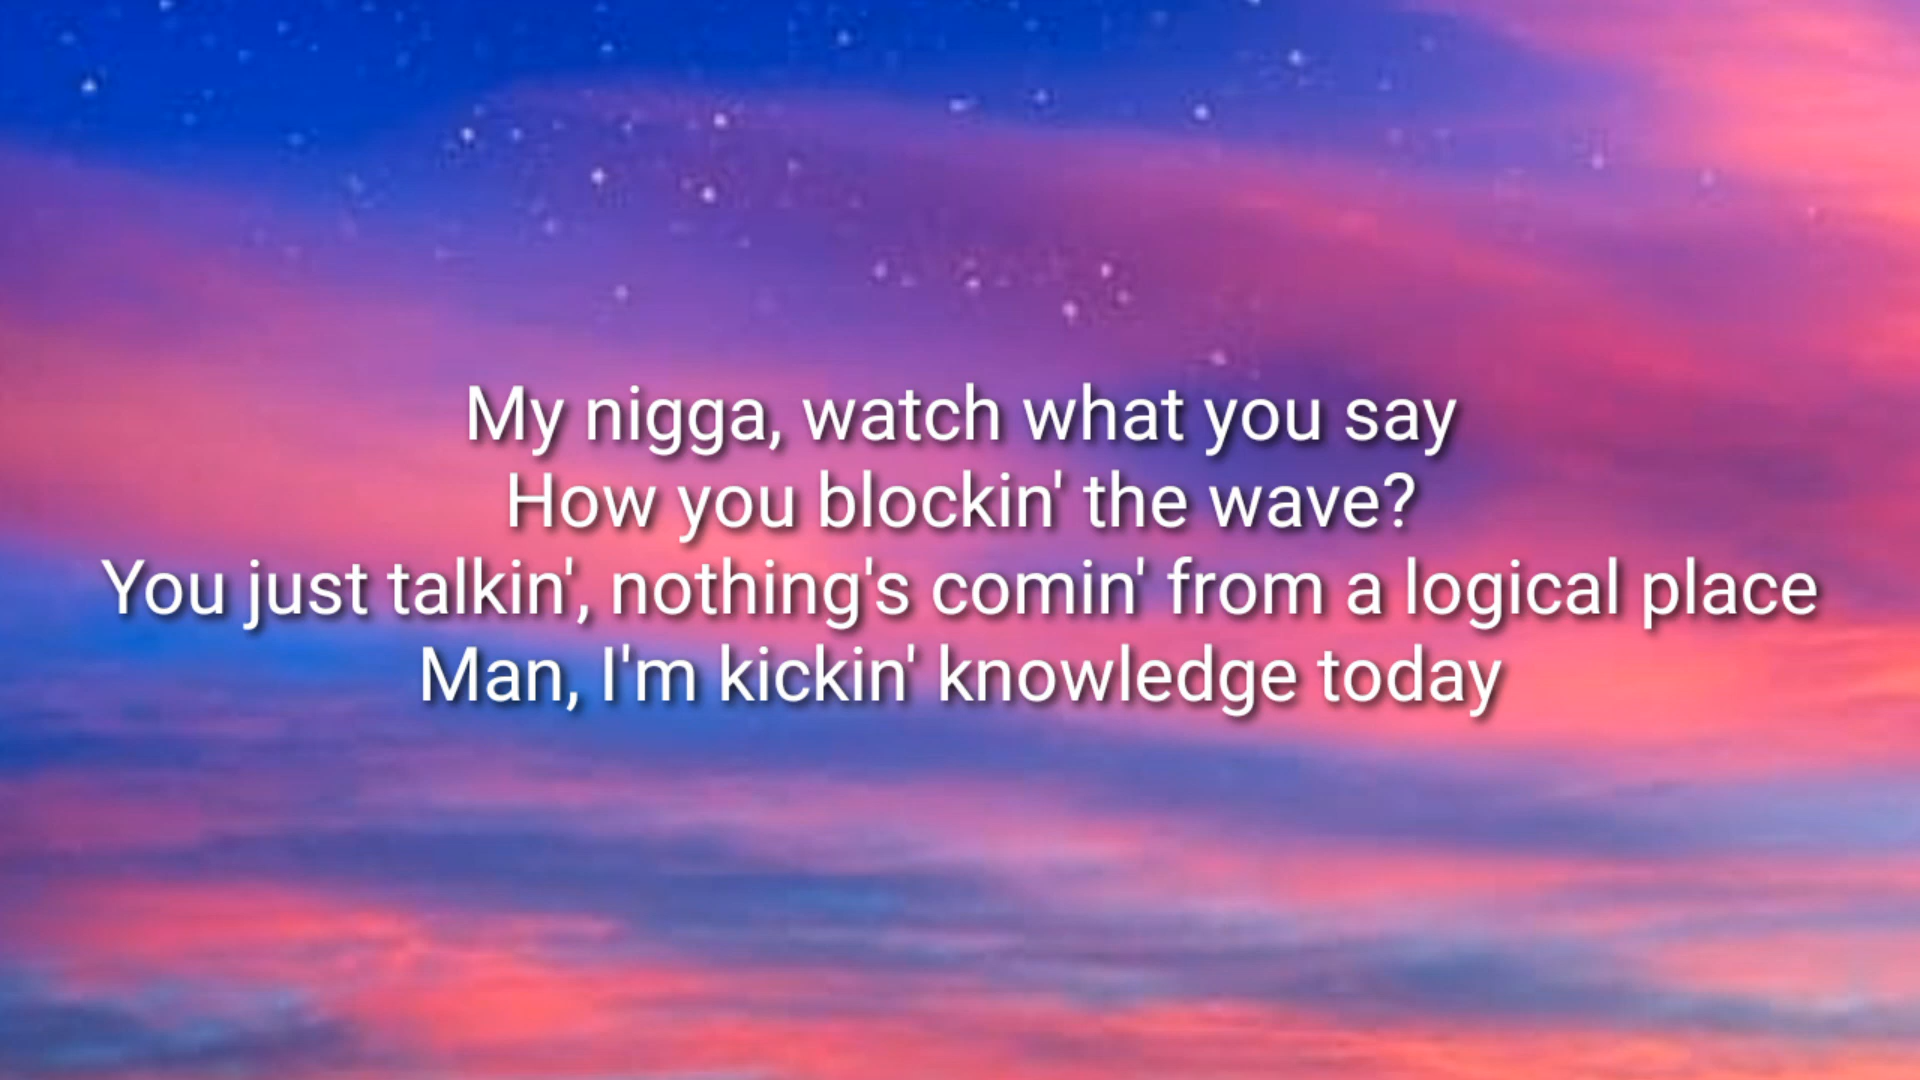 My nigga, watch what you say
How you blockin' the wave?
You just talkin', nothing's comin' from a logical place
Man, I'm kickin' knowledge today